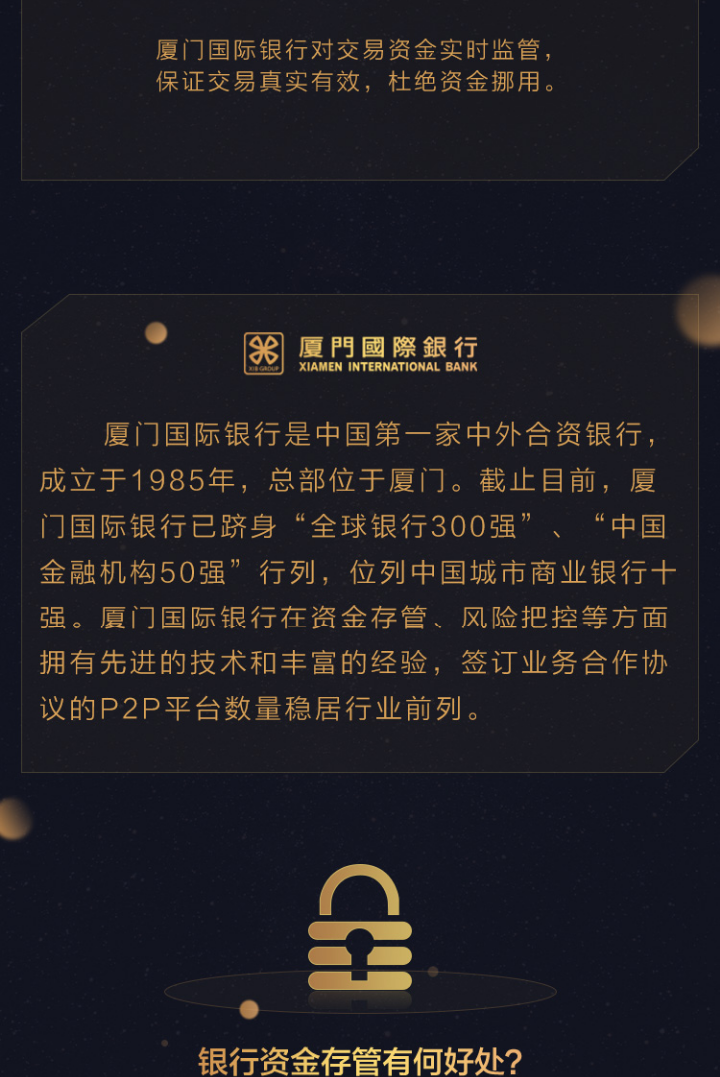 厦门国际银行对交易资金实时监管，
保证交易真实有效，杜绝资金挪用。
XIB GROUP
厦門國際銀行
XIAMEN INTERNATIONAL BANK
厦门国际银行是中国第一家中外合资银行，
成立于1985年，总部位于厦门。截止目前，厦
门国际银行已跻身“全球银行300强”、“中国
金融机构50强”行列，位列中国城市商业银行十
强。厦门国际银行在资金存管、风险把控等方面
拥有先进的技术和丰富的经验，签订业务合作协
议的P2P平台数量稳居行业前列。
银行资金存管有何好处?